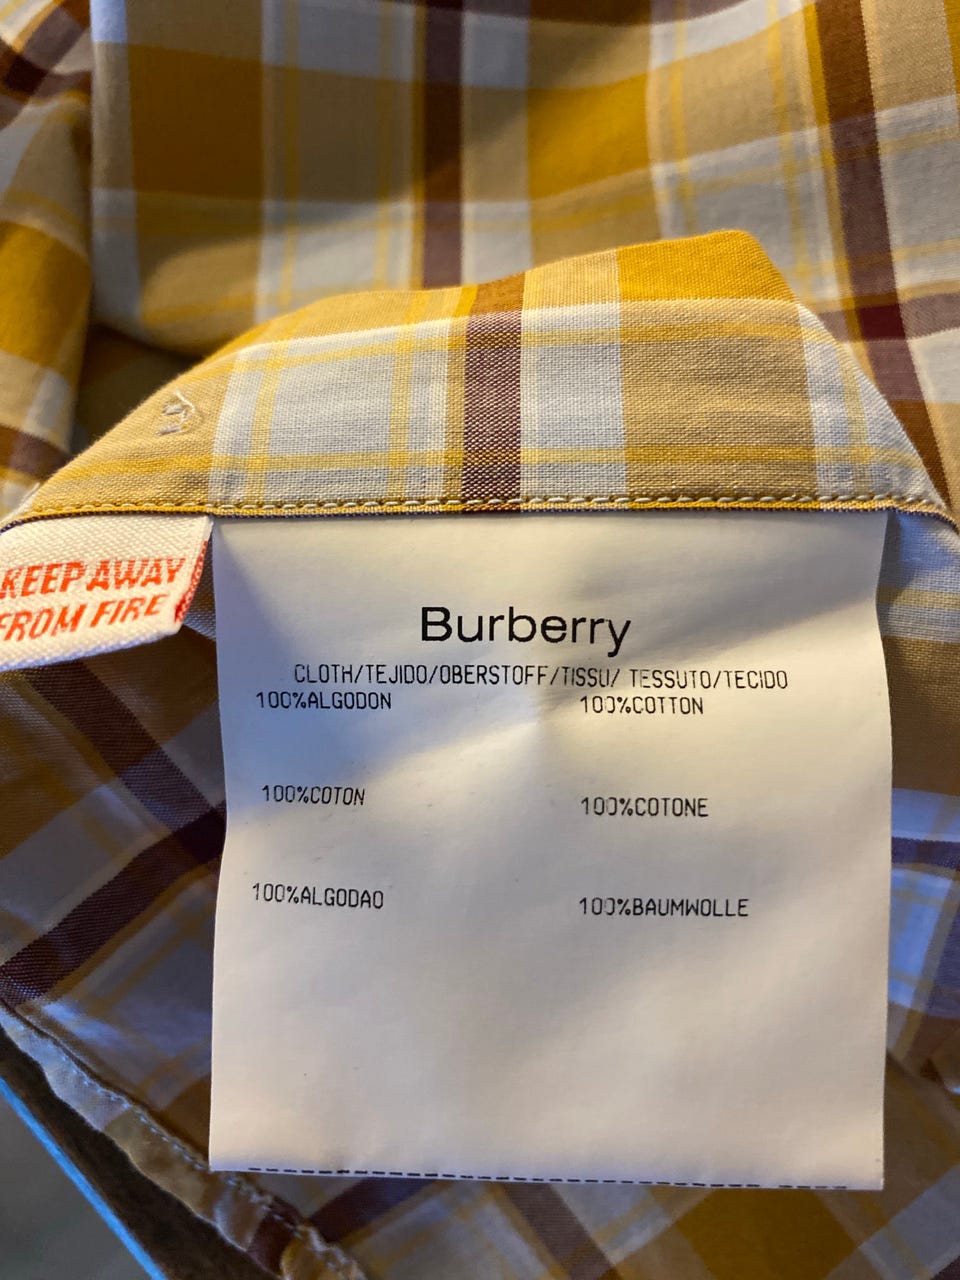 KEEP AWAY
FROM FIRE
Burberry
CLOTH/TEJIDO/OBERSTOFF/TISSU/ TESSUTO/TECIDO
100%ALGODON 100%COTTON
100%COTON 100%COTONE
100%ALGODAO 100%BAUMWOLLE